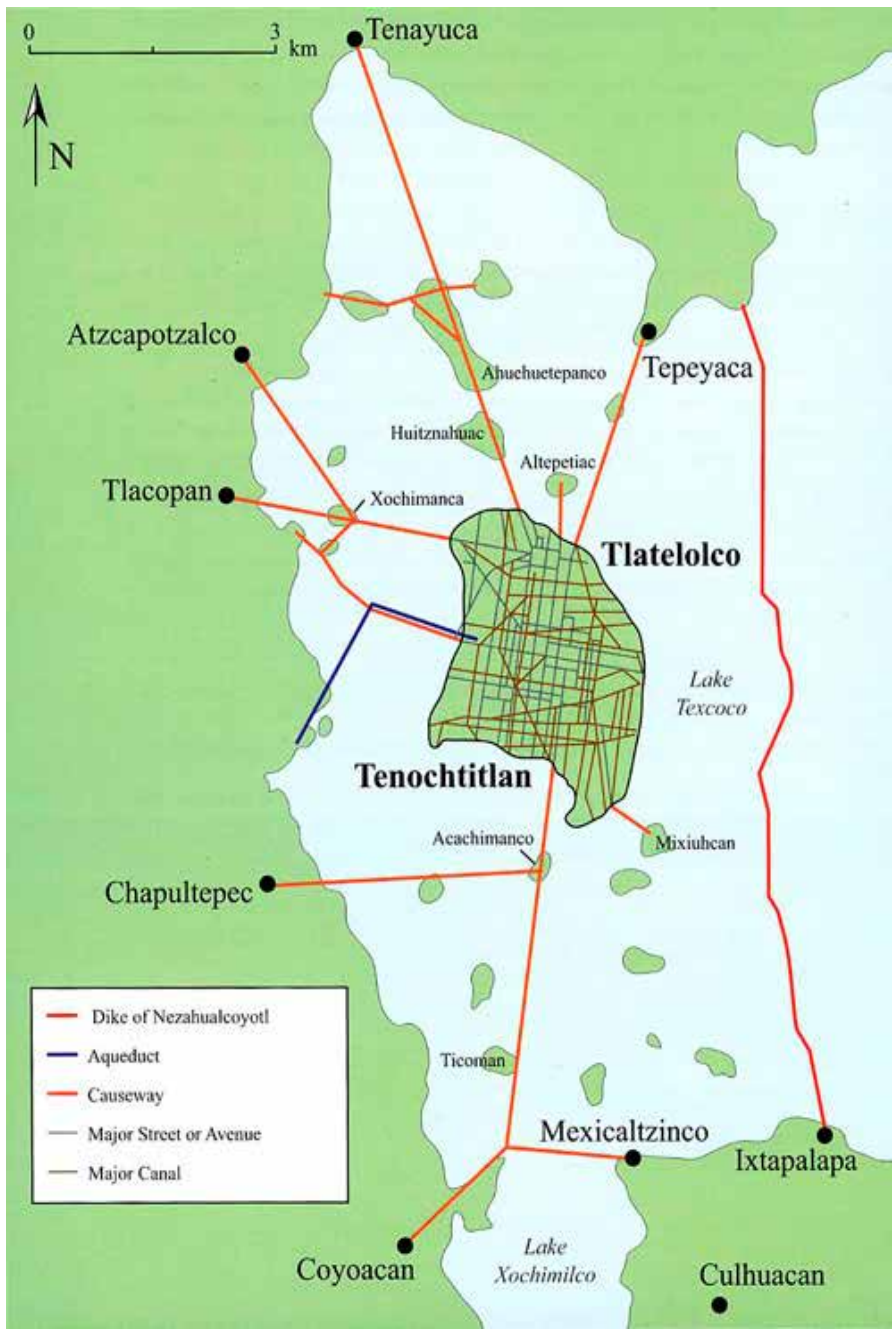 0
3
km
Tenayuca
N
Atzcapotzalco
Tepeyaca
Ahuehuetepanco
Huitznahuac
Altepetiac
Tlacopan
Xochimanca
Tlatelolco
Lake
Texcoco
Tenochtitlan
Acachimanco
Mixiuhcan
Chapultepec
Dike of Nezahualcoyotl
Aqueduct
Causeway
Major Street or Avenue
Major Canal
Ticoman
Mexicaltzinco
Ixtapalapa
Coyoacan
Lake
Xochimilco
Culhuacan